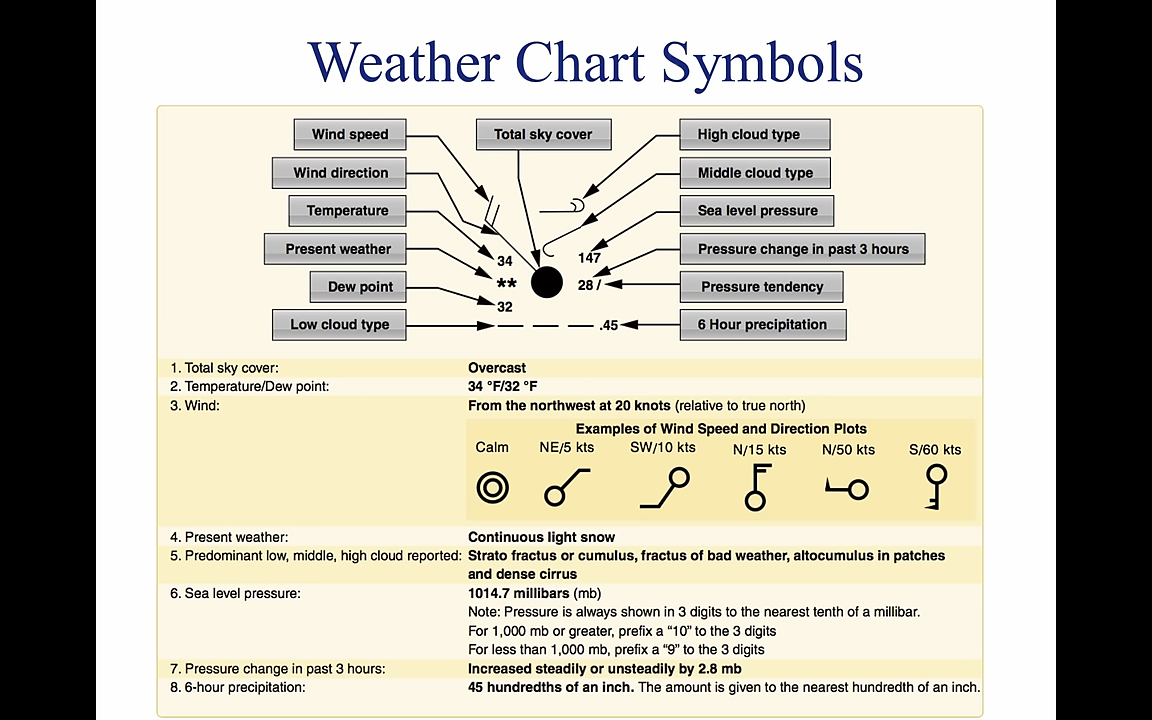 Weather Chart Symbols
Wind speed
Total sky cover
High cloud type
Wind direction
Middle cloud type
Temperature
Sea level pressure
Present weather
Pressure change in past 3 hours
Dew point
Pressure tendency
Low cloud type
6 Hour precipitation
34
147
**
28 /
32
.45
1. Total sky cover: Overcast
2. Temperature/Dew point: 34 °F/32 °F
3. Wind: From the northwest at 20 knots (relative to true north)
Examples of Wind Speed and Direction Plots
Calm NE/5 kts SW/10 kts N/15 kts N/50 kts S/60 kts
4. Present weather: Continuous light snow
5. Predominant low, middle, high cloud reported: Strato fractus or cumulus, fractus of bad weather, altocumulus in patches
and dense cirrus
6. Sea level pressure: 1014.7 millibars (mb)
Note: Pressure is always shown in 3 digits to the nearest tenth of a millibar.
For 1,000 mb or greater, prefix a “10” to the 3 digits
For less than 1,000 mb, prefix a “9” to the 3 digits
7. Pressure change in past 3 hours: Increased steadily or unsteadily by 2.8 mb
8. 6-hour precipitation: 45 hundredths of an inch. The amount is given to the nearest hundredth of an inch.